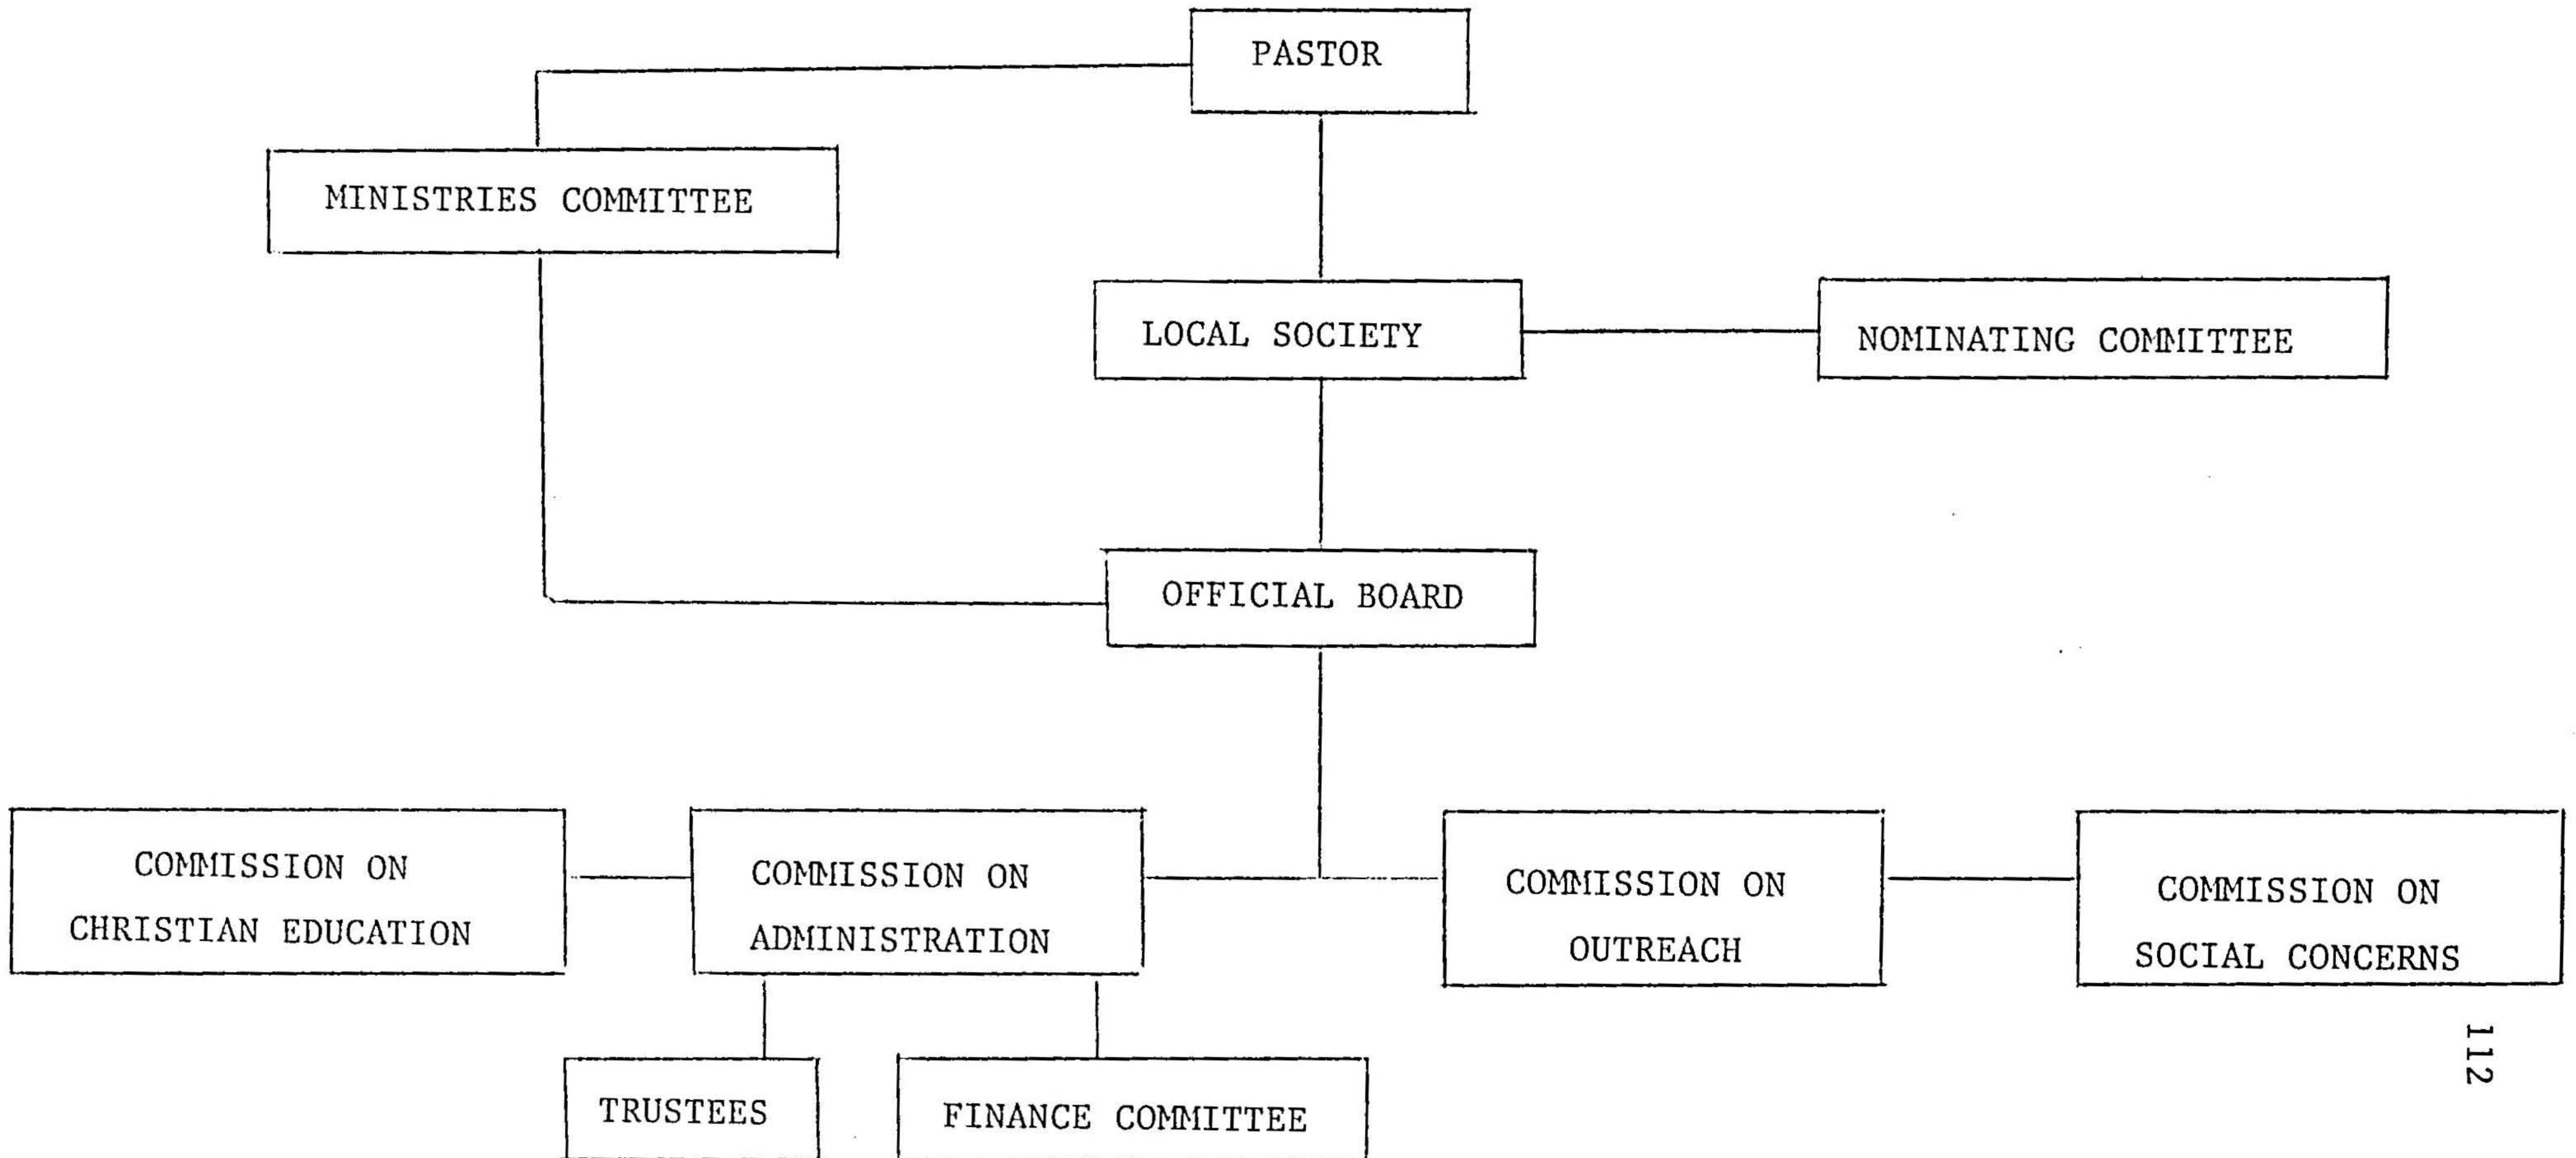 PASTOR
MINISTRIES COMMITTEE
LOCAL SOCIETY
NOMINATING COMMITTEE
OFFICIAL BOARD
COMMISSION ON
CHRISTIAN EDUCATION
COMMISSION ON
ADMINISTRATION
COMMISSION ON
OUTREACH
COMMISSION ON
SOCIAL CONCERNS
TRUSTEES
FINANCE COMMITTEE
112